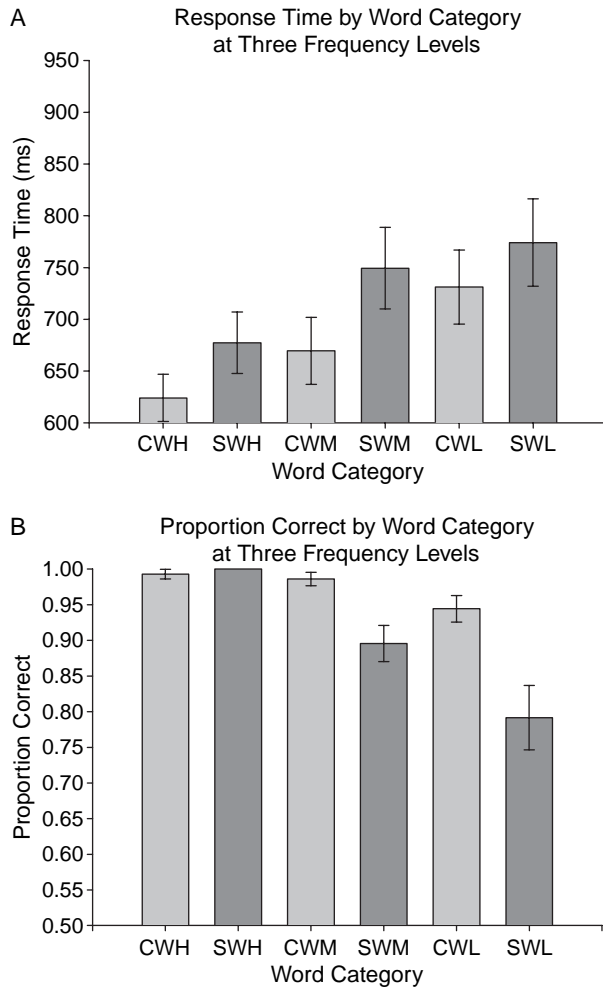 A
Response Time by Word Category
at Three Frequency Levels
950
900
850
800
750
700
650
600
Response Time (ms)
CWH SWH CWM SWM CWL SWL
Word Category
B
Proportion Correct by Word Category
at Three Frequency Levels
1.00
0.95
0.90
0.85
0.80
0.75
0.70
0.65
0.60
0.55
0.50
Proportion Correct
CWH SWH CWM SWM CWL SWL
Word Category